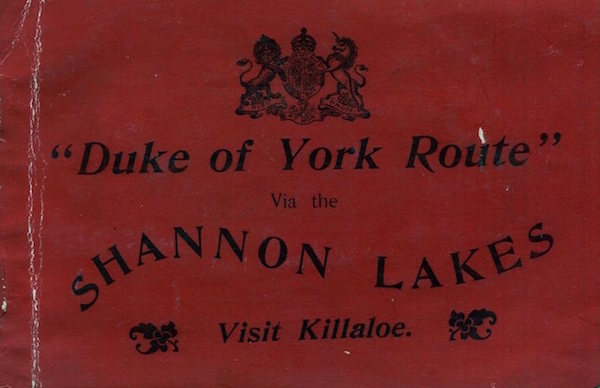 "Duke of York Route"
Via the
SHANNON LAKES
Visit Killaloe.